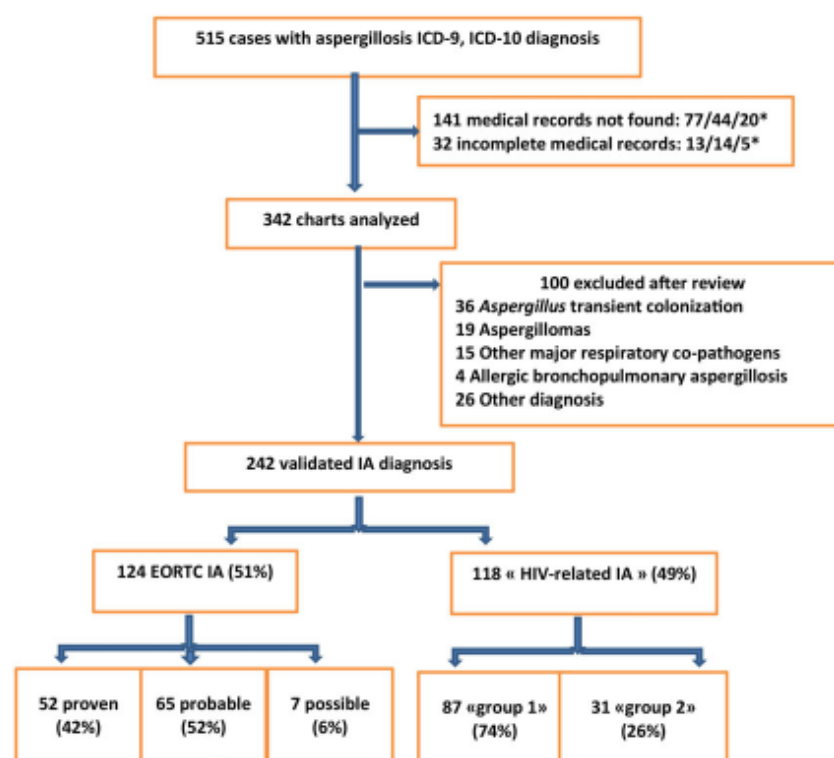 515 cases with aspergillosis ICD-9, ICD-10 diagnosis
141 medical records not found: 77/44/20*
32 incomplete medical records: 13/14/5*
342 charts analyzed
100 excluded after review
36 Aspergillus transient colonization
19 Aspergillomas
15 Other major respiratory co-pathogens
4 Allergic bronchopulmonary aspergillosis
26 Other diagnosis
242 validated IA diagnosis
124 EORTC IA (51%)
118 « HIV-related IA » (49%)
52 proven
(42%)
65 probable
(52%)
7 possible
(6%)
87 «group 1»
(74%)
31 «group 2»
(26%)